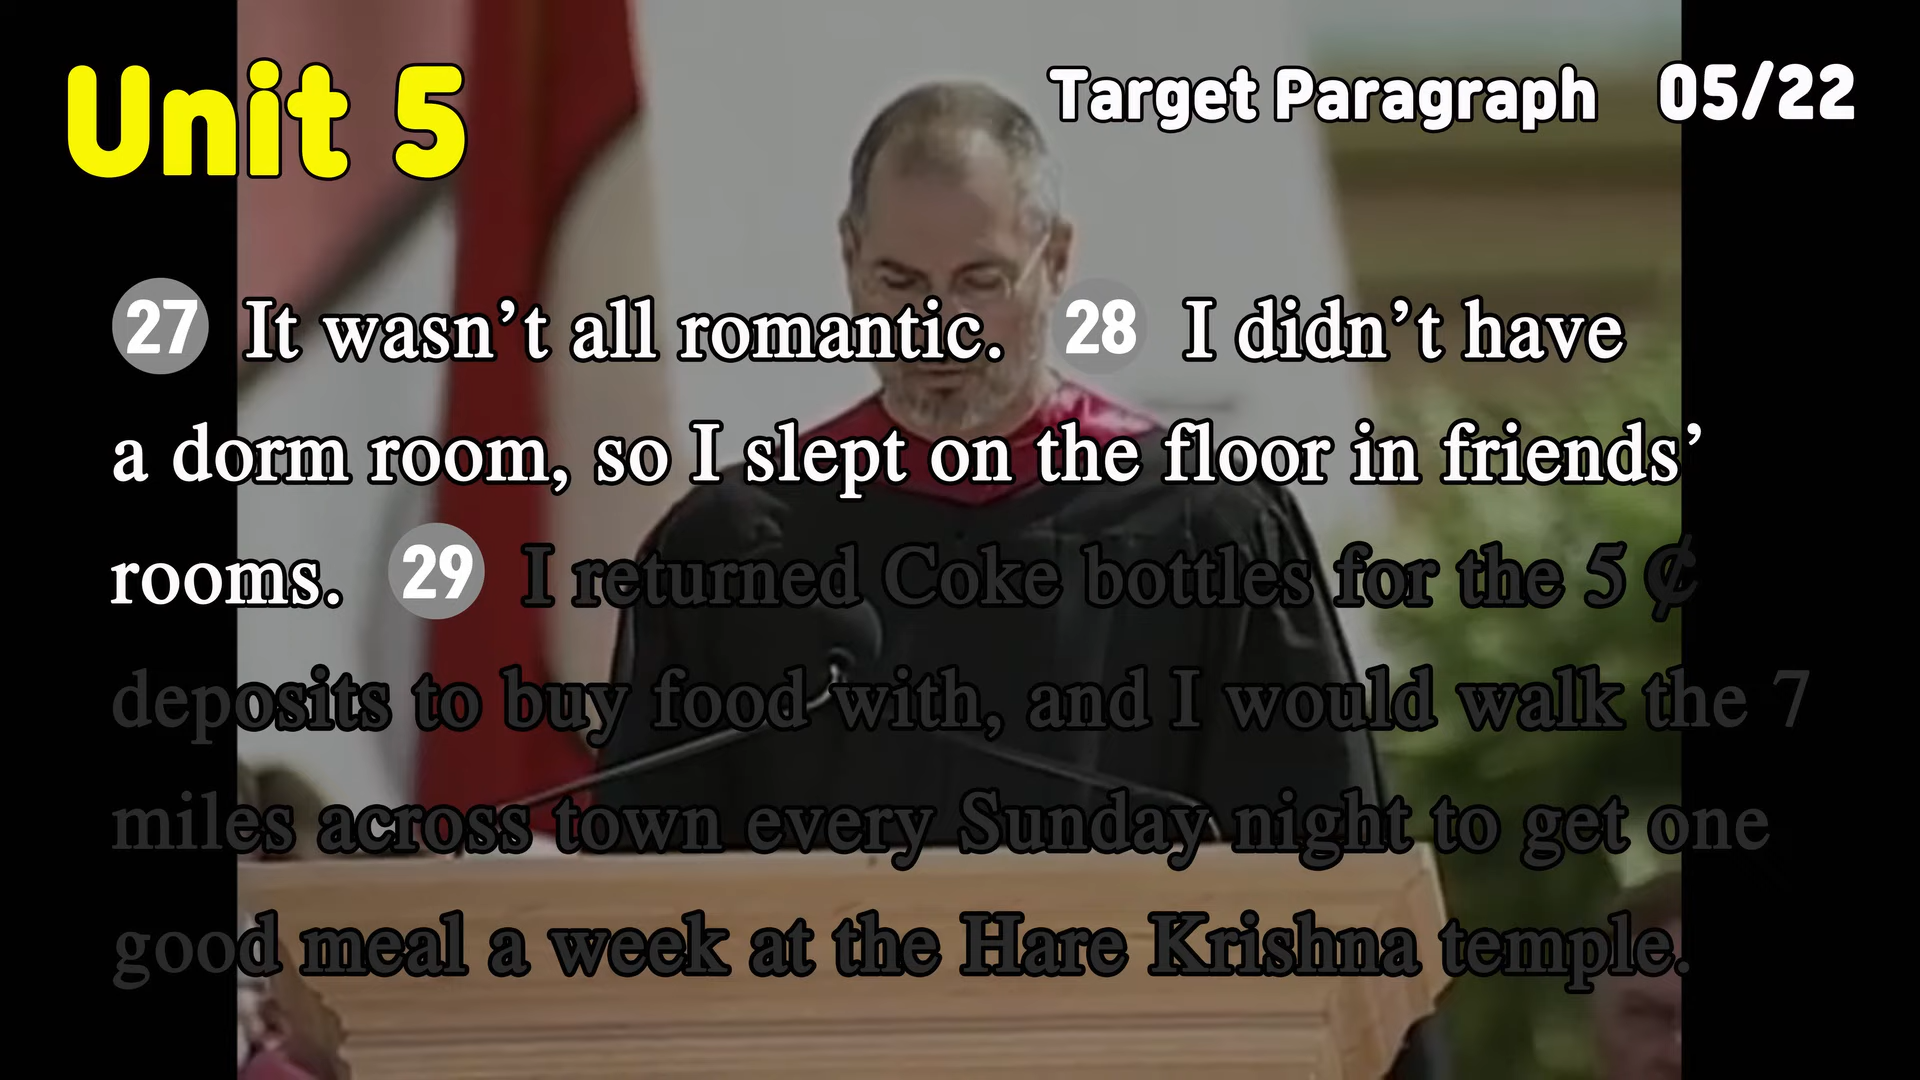 Unit 5
Target Paragraph 05/22
27 It wasn’t all romantic. 28 I didn’t have
a dorm room, so I slept on the floor in friends’
rooms. 29 I returned Coke bottles for the 5 ¢
deposits to buy food with, and I would walk the 7
miles across town every Sunday night to get one
good meal a week at the Hare Krishna temple.